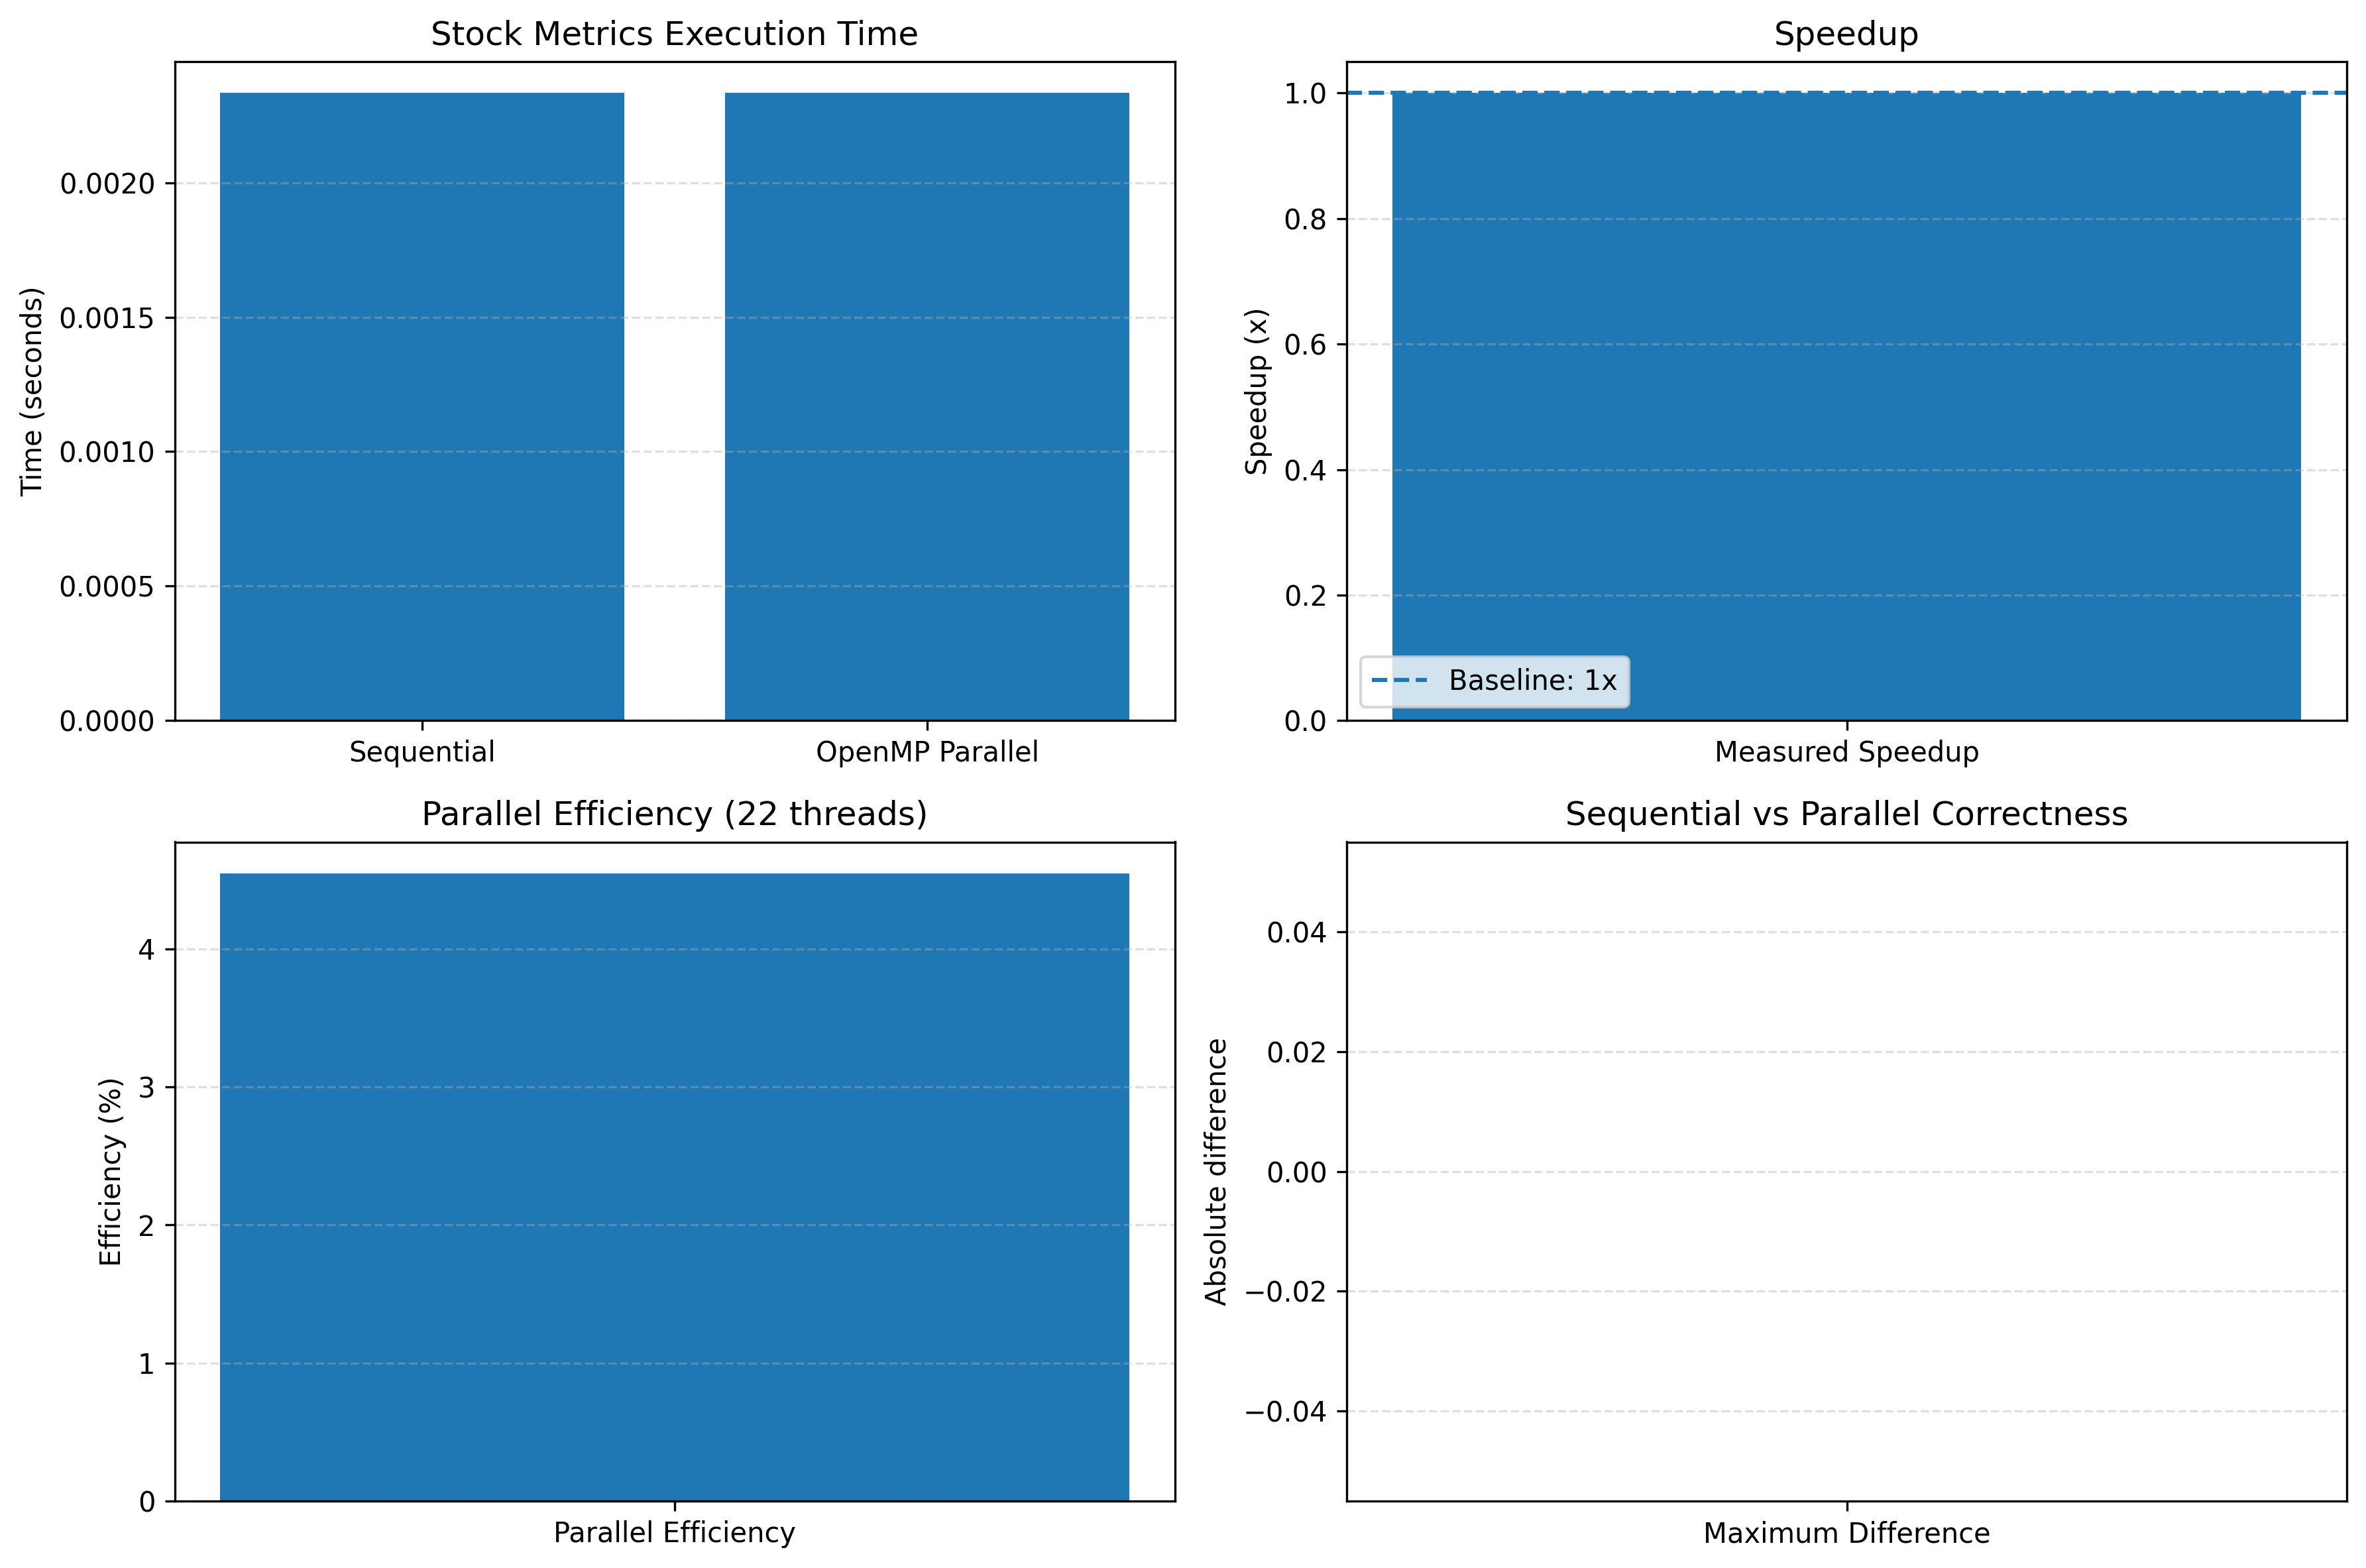 Stock Metrics Execution Time
Time (seconds)
0.0020
0.0015
0.0010
0.0005
0.0000
Sequential
OpenMP Parallel
Speedup
Speedup (x)
1.0
0.8
0.6
0.4
0.2
0.0
Baseline: 1x
Measured Speedup
Parallel Efficiency (22 threads)
Efficiency (%)
4
3
2
1
0
Parallel Efficiency
Sequential vs Parallel Correctness
Absolute difference
0.04
0.02
0.00
−0.02
−0.04
Maximum Difference